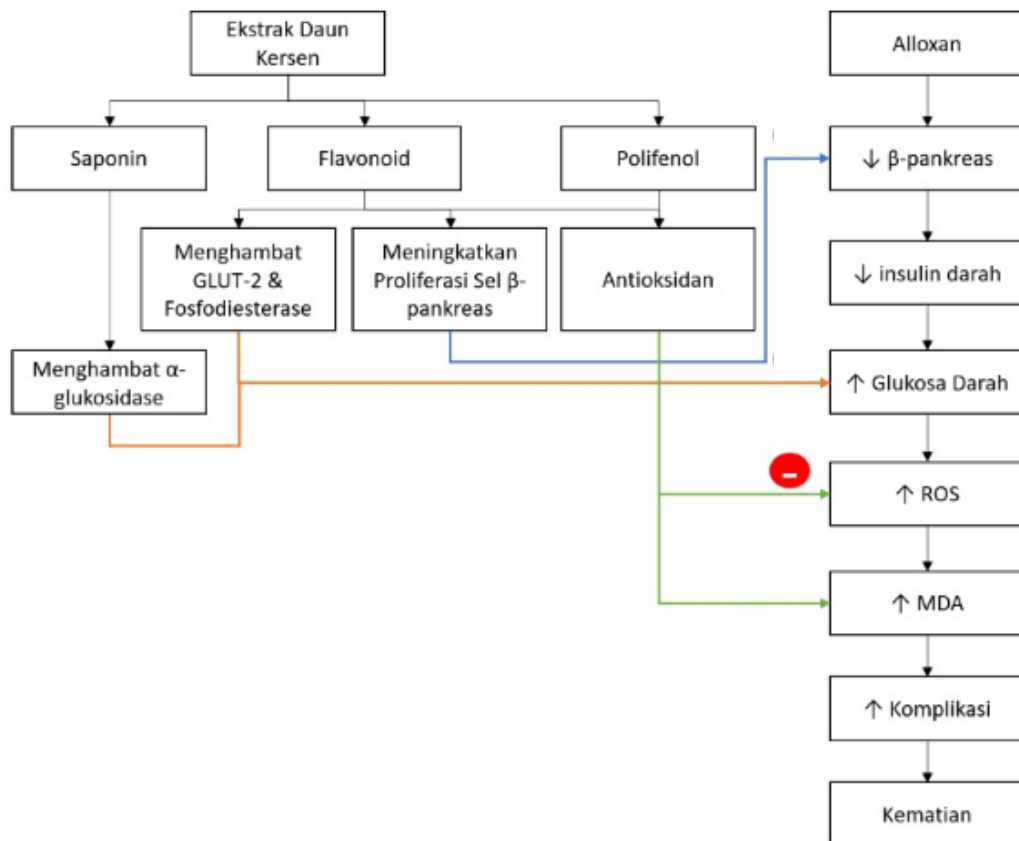 Ekstrak Daun
Kersen
Alloxan
Saponin
Flavonoid
Polifenol
↓ β-pankreas
Menghambat
GLUT-2 &
Fosfodiesterase
Meningkatkan
Proliferasi Sel β-
pankreas
Antioksidan
↓ insulin darah
Menghambat α-
glukosidase
↑ Glukosa Darah
–
↑ ROS
↑ MDA
↑ Komplikasi
Kematian